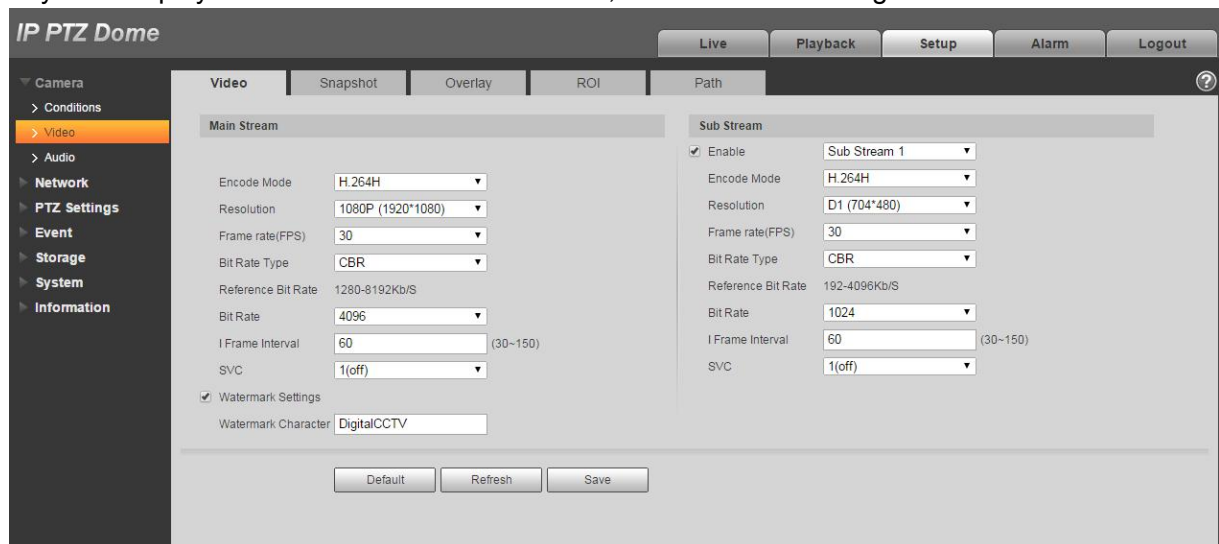 IP PTZ Dome
Live Playback Setup Alarm Logout
Camera
Conditions
Video
Audio
Network
PTZ Settings
Event
Storage
System
Information
Video Snapshot Overlay ROI Path
Main Stream
Encode Mode H.264H
Resolution 1080P (1920*1080)
Frame rate(FPS) 30
Bit Rate Type CBR
Reference Bit Rate 1280-8192Kb/S
Bit Rate 4096
I Frame Interval 60 (30~150)
SVC 1(off)
Watermark Settings
Watermark Character DigitalCCTV
Sub Stream
Enable Sub Stream 1
Encode Mode H.264H
Resolution D1 (704*480)
Frame rate(FPS) 30
Bit Rate Type CBR
Reference Bit Rate 192-4096Kb/S
Bit Rate 1024
I Frame Interval 60 (30~150)
SVC 1(off)
Default Refresh Save